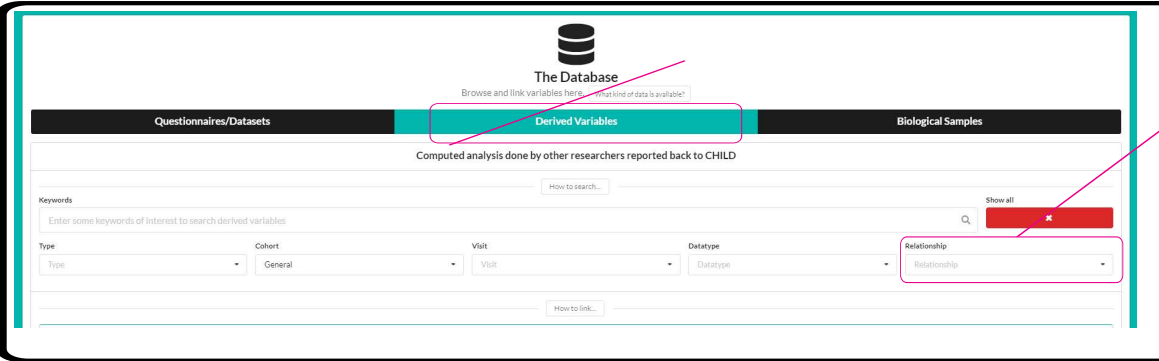 The Database
Browse and link variables here. What kind of data is available?
Questionnaires/Datasets Derived Variables Biological Samples
Computed analysis done by other researchers reported back to CHILD
How to search...
Keywords Show all
Enter some keywords of interest to search derived variables
Type Cohort Visit Datatype Relationship
Type General Visit Datatype Relationship
How to link...